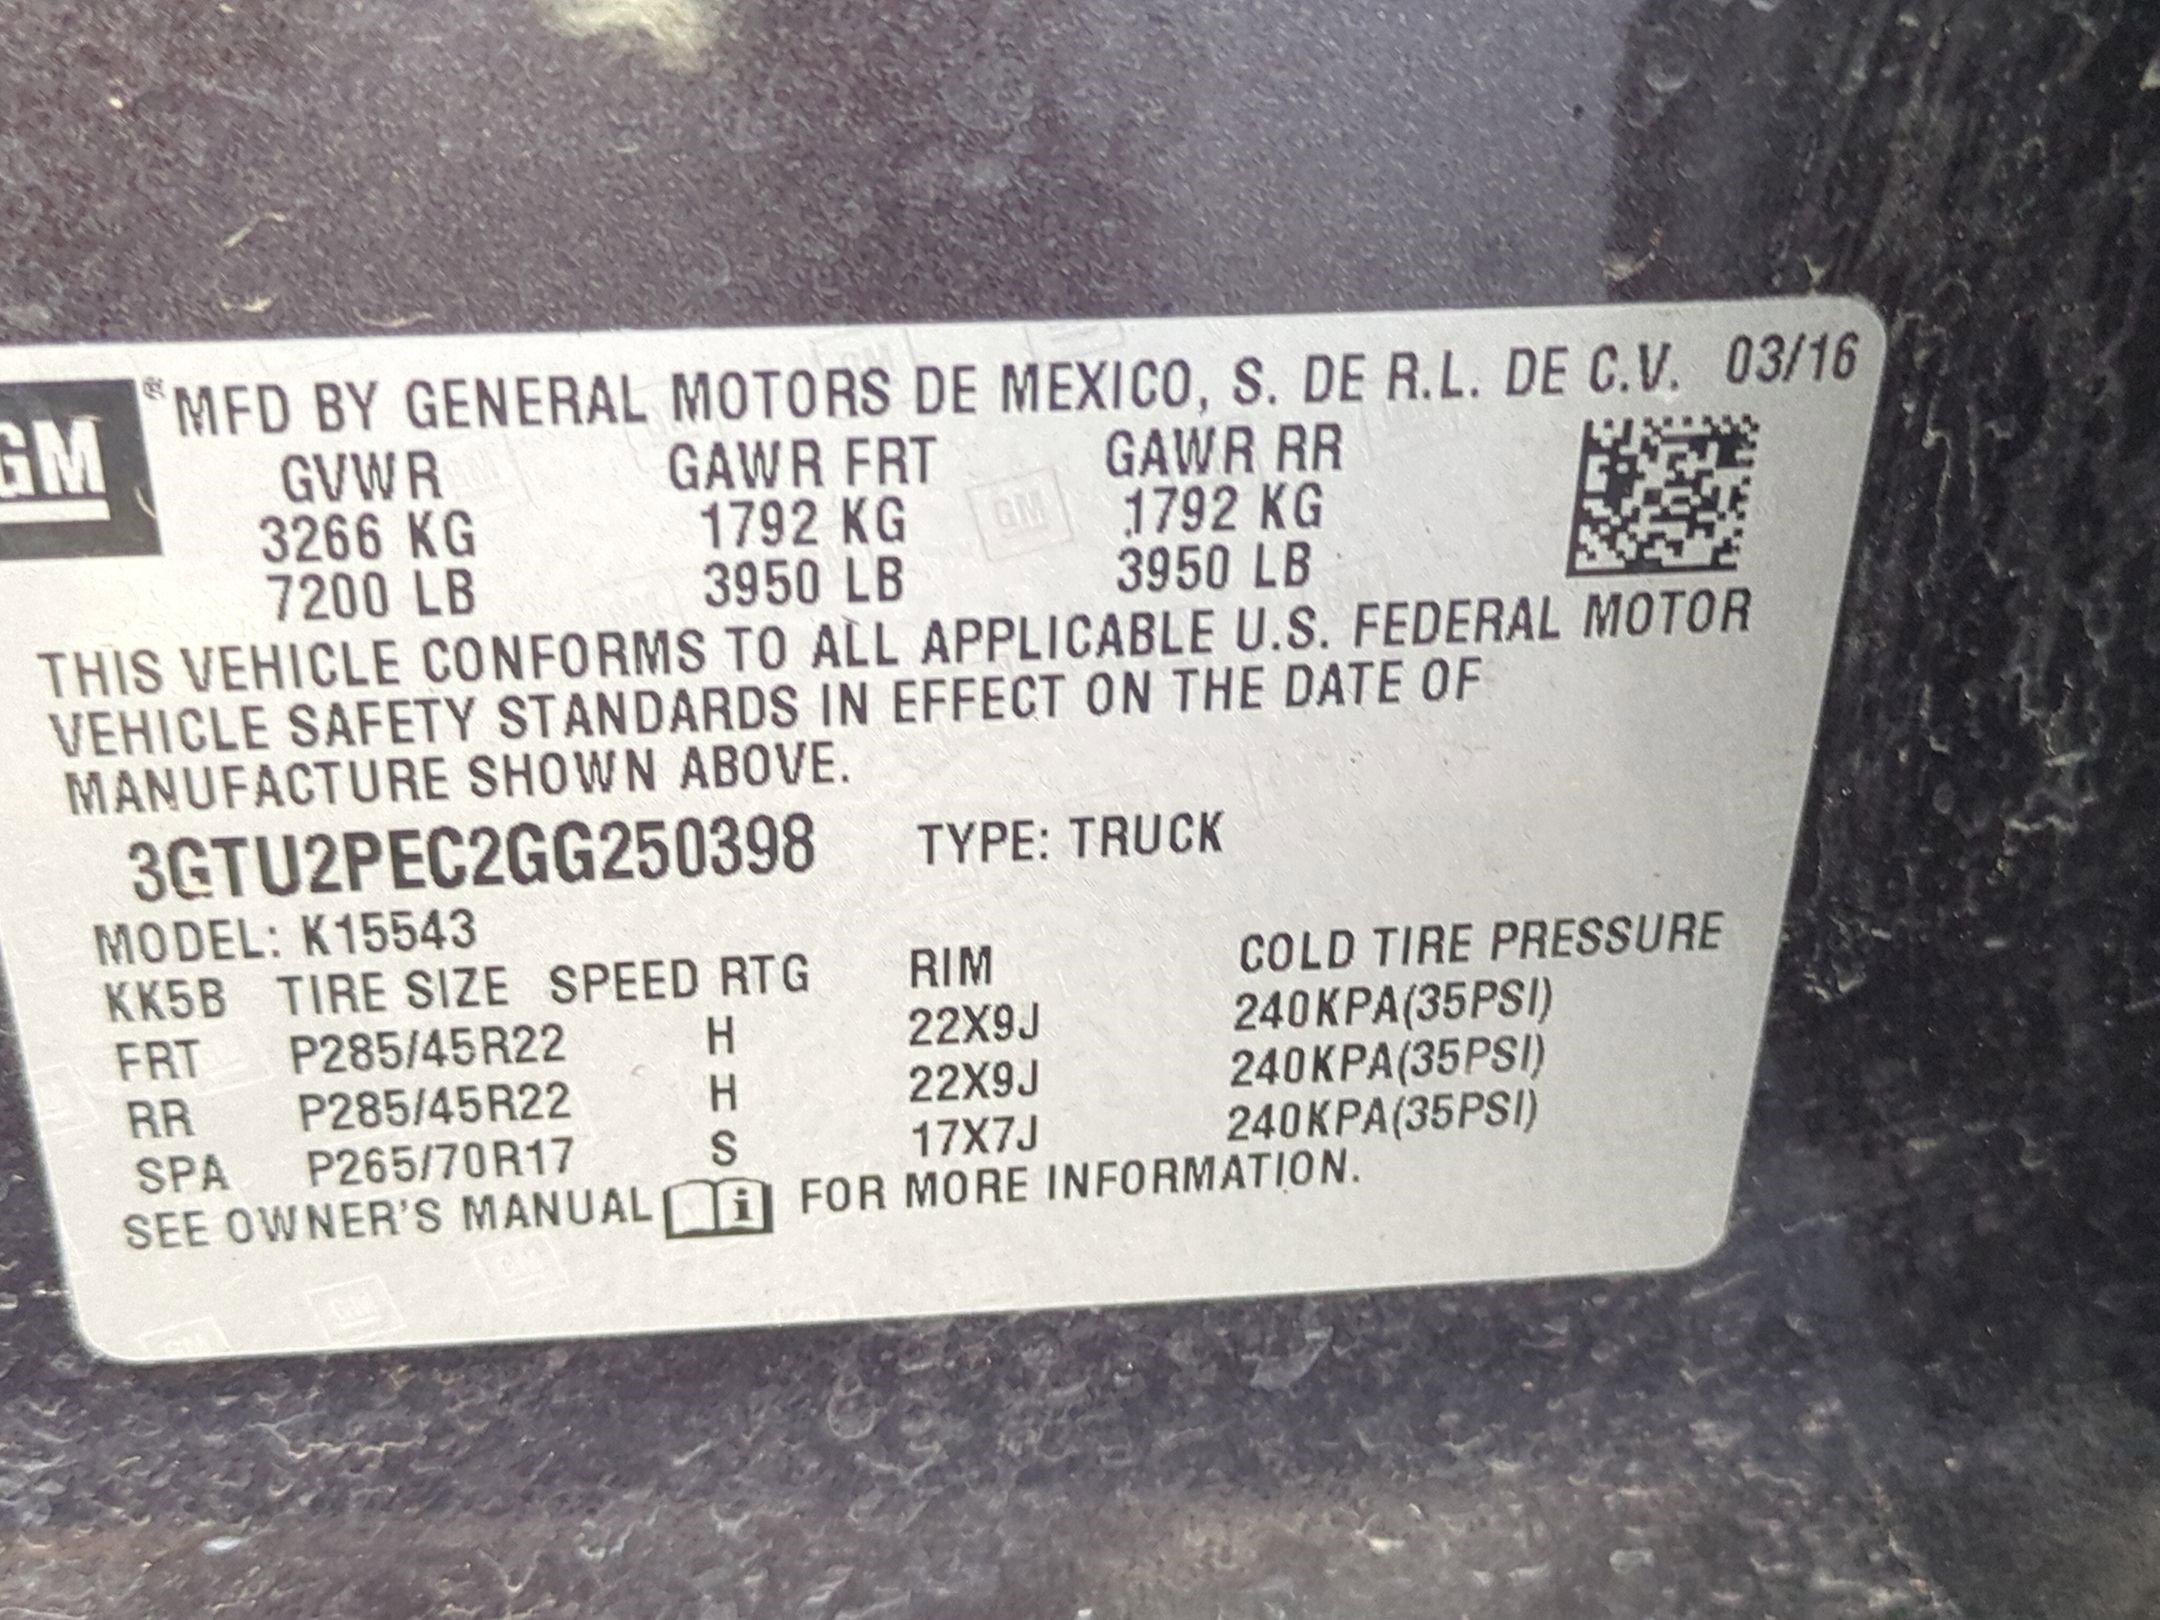 GM ® MFD BY GENERAL MOTORS DE MEXICO, S. DE R.L. DE C.V. 03/16
GVWR GAWR FRT GAWR RR
3266 KG 1792 KG 1792 KG
7200 LB 3950 LB 3950 LB
THIS VEHICLE CONFORMS TO ALL APPLICABLE U.S. FEDERAL MOTOR
VEHICLE SAFETY STANDARDS IN EFFECT ON THE DATE OF
MANUFACTURE SHOWN ABOVE.
3GTU2PEC2GG250398 TYPE: TRUCK
MODEL: K15543
KK5B TIRE SIZE SPEED RTG RIM COLD TIRE PRESSURE
FRT P285/45R22 H 22X9J 240KPA(35PSI)
RR P285/45R22 H 22X9J 240KPA(35PSI)
SPA P265/70R17 S 17X7J 240KPA(35PSI)
SEE OWNER'S MANUAL i FOR MORE INFORMATION.